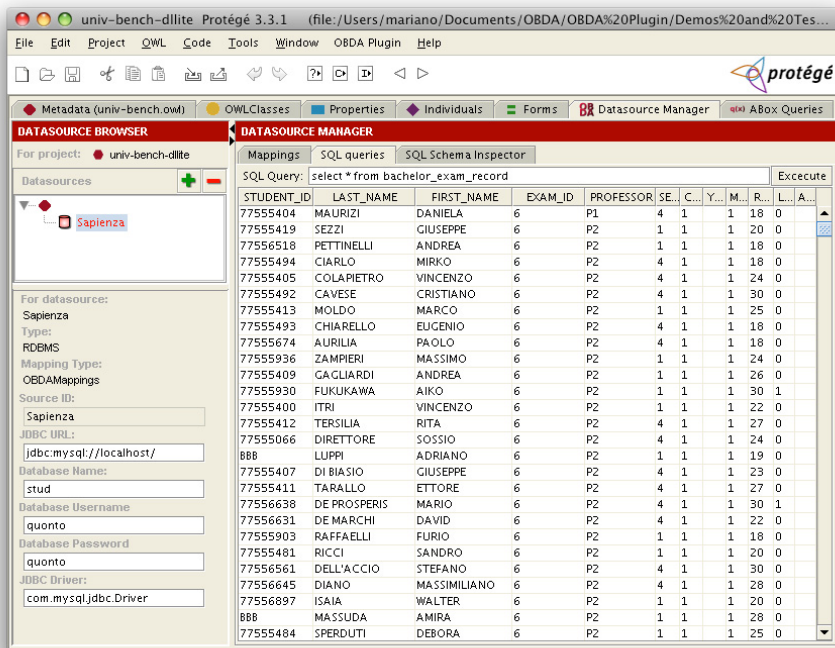 univ-bench-dllite Protégé 3.3.1 (file:/Users/mariano/Documents/OBDA/OBDA%20Plugin/Demos%20and%20Tes...
File Edit Project OWL Code Tools Window OBDA Plugin Help
protégé
Metadata (univ-bench.owl) OWLClasses Properties Individuals Forms Datasource Manager q(x) ABox Queries
DATASOURCE BROWSER
For project: univ-bench-dllite
Datasources
Sapienza
For datasource:
Sapienza
Type:
RDBMS
Mapping Type:
OBDAMappings
Source ID:
Sapienza
JDBC URL:
jdbc:mysql://localhost/
Database Name:
stud
Database Username
quonto
Database Password
quonto
JDBC Driver:
com.mysql.jdbc.Driver
DATASOURCE MANAGER
Mappings SQL queries SQL Schema Inspector
SQL Query: select * from bachelor_exam_record Excecute
STUDENT_ID LAST_NAME FIRST_NAME EXAM_ID PROFESSOR SE... C... Y... M... R... L... A...
77555404 MAURIZI DANIELA 6 P1 4 1 1 18 0
77555419 SEZZI GIUSEPPE 6 P2 1 1 1 20 0
77556518 PETTINELLI ANDREA 6 P2 1 1 1 18 0
77555494 CIARLO MIRKO 6 P2 4 1 1 18 0
77555405 COLAPIETRO VINCENZO 6 P2 4 1 1 24 0
77555492 CAVESE CRISTIANO 6 P2 4 1 1 30 0
77555413 MOLDO MARCO 6 P2 1 1 1 25 0
77555493 CHIARELLO EUGENIO 6 P2 4 1 1 18 0
77555674 AURILIA PAOLO 6 P2 4 1 1 18 0
77555936 ZAMPIERI MASSIMO 6 P2 1 1 1 24 0
77555409 GAGLIARDI ANDREA 6 P2 4 1 1 26 0
77555930 FUKUKAWA AIKO 6 P2 1 1 1 30 1
77555400 ITRI VINCENZO 6 P2 1 1 1 22 0
77555412 TERSILIA RITA 6 P2 4 1 1 27 0
77555066 DIRETTORE SOSSIO 6 P2 4 1 1 24 0
BBB LUPPI ADRIANO 6 P2 1 1 1 19 0
77555407 DI BIASIO GIUSEPPE 6 P2 4 1 1 23 0
77555411 TARALLO ETTORE 6 P2 4 1 1 27 0
77556638 DE PROSPERIS MARIO 6 P2 4 1 1 30 1
77556631 DE MARCHI DAVID 6 P2 4 1 1 22 0
77555903 RAFFAELLI FURIO 6 P2 1 1 1 18 0
77555481 RICCI SANDRO 6 P2 1 1 1 20 0
77556561 DELL'ACCIO STEFANO 6 P2 4 1 1 30 0
77556645 DIANO MASSIMILIANO 6 P2 4 1 1 28 0
77556897 ISAIA WALTER 6 P2 1 1 1 20 0
BBB MASSUDA AMIRA 6 P2 1 1 1 28 0
77555484 SPERDUTI DEBORA 6 P2 1 1 1 25 0